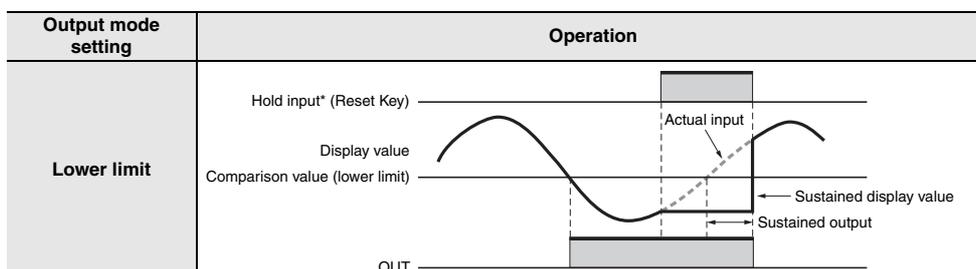 Output mode
setting
Operation
Lower limit
Hold input* (Reset Key)
Actual input
Display value
Comparison value (lower limit)
Sustained display value
Sustained output
OUT